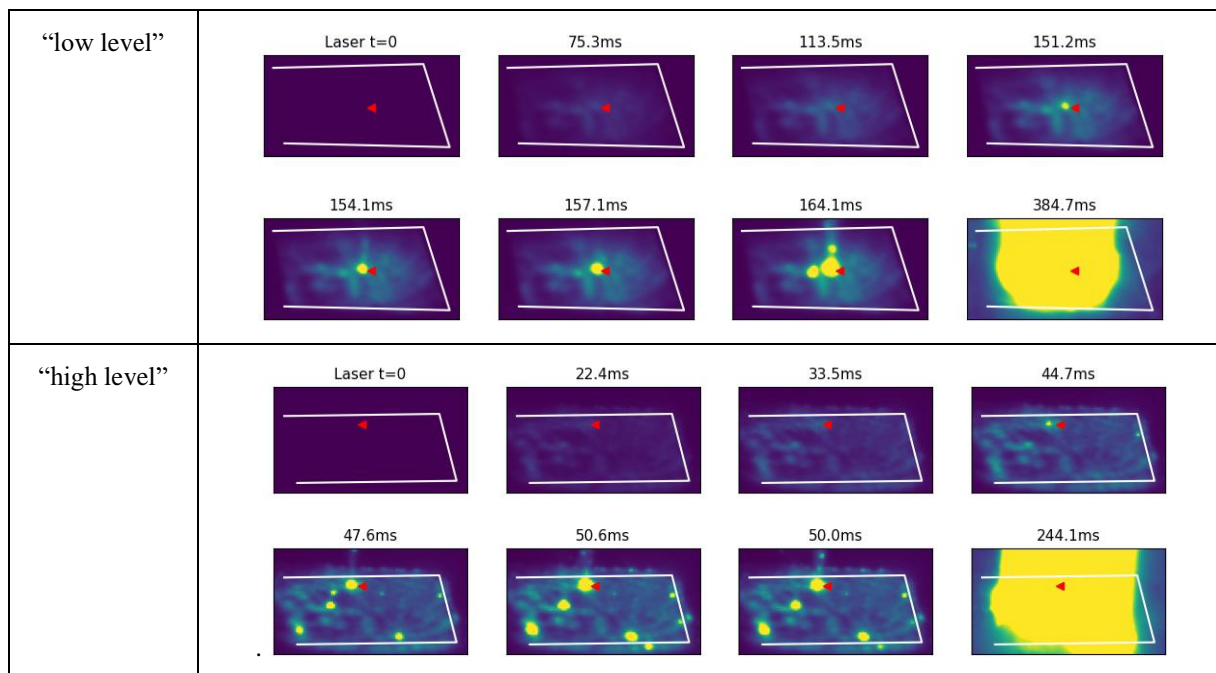 “low level”
Laser t=0 75.3ms 113.5ms 151.2ms
154.1ms 157.1ms 164.1ms 384.7ms
“high level”
Laser t=0 22.4ms 33.5ms 44.7ms
47.6ms 50.6ms 50.0ms 244.1ms
.